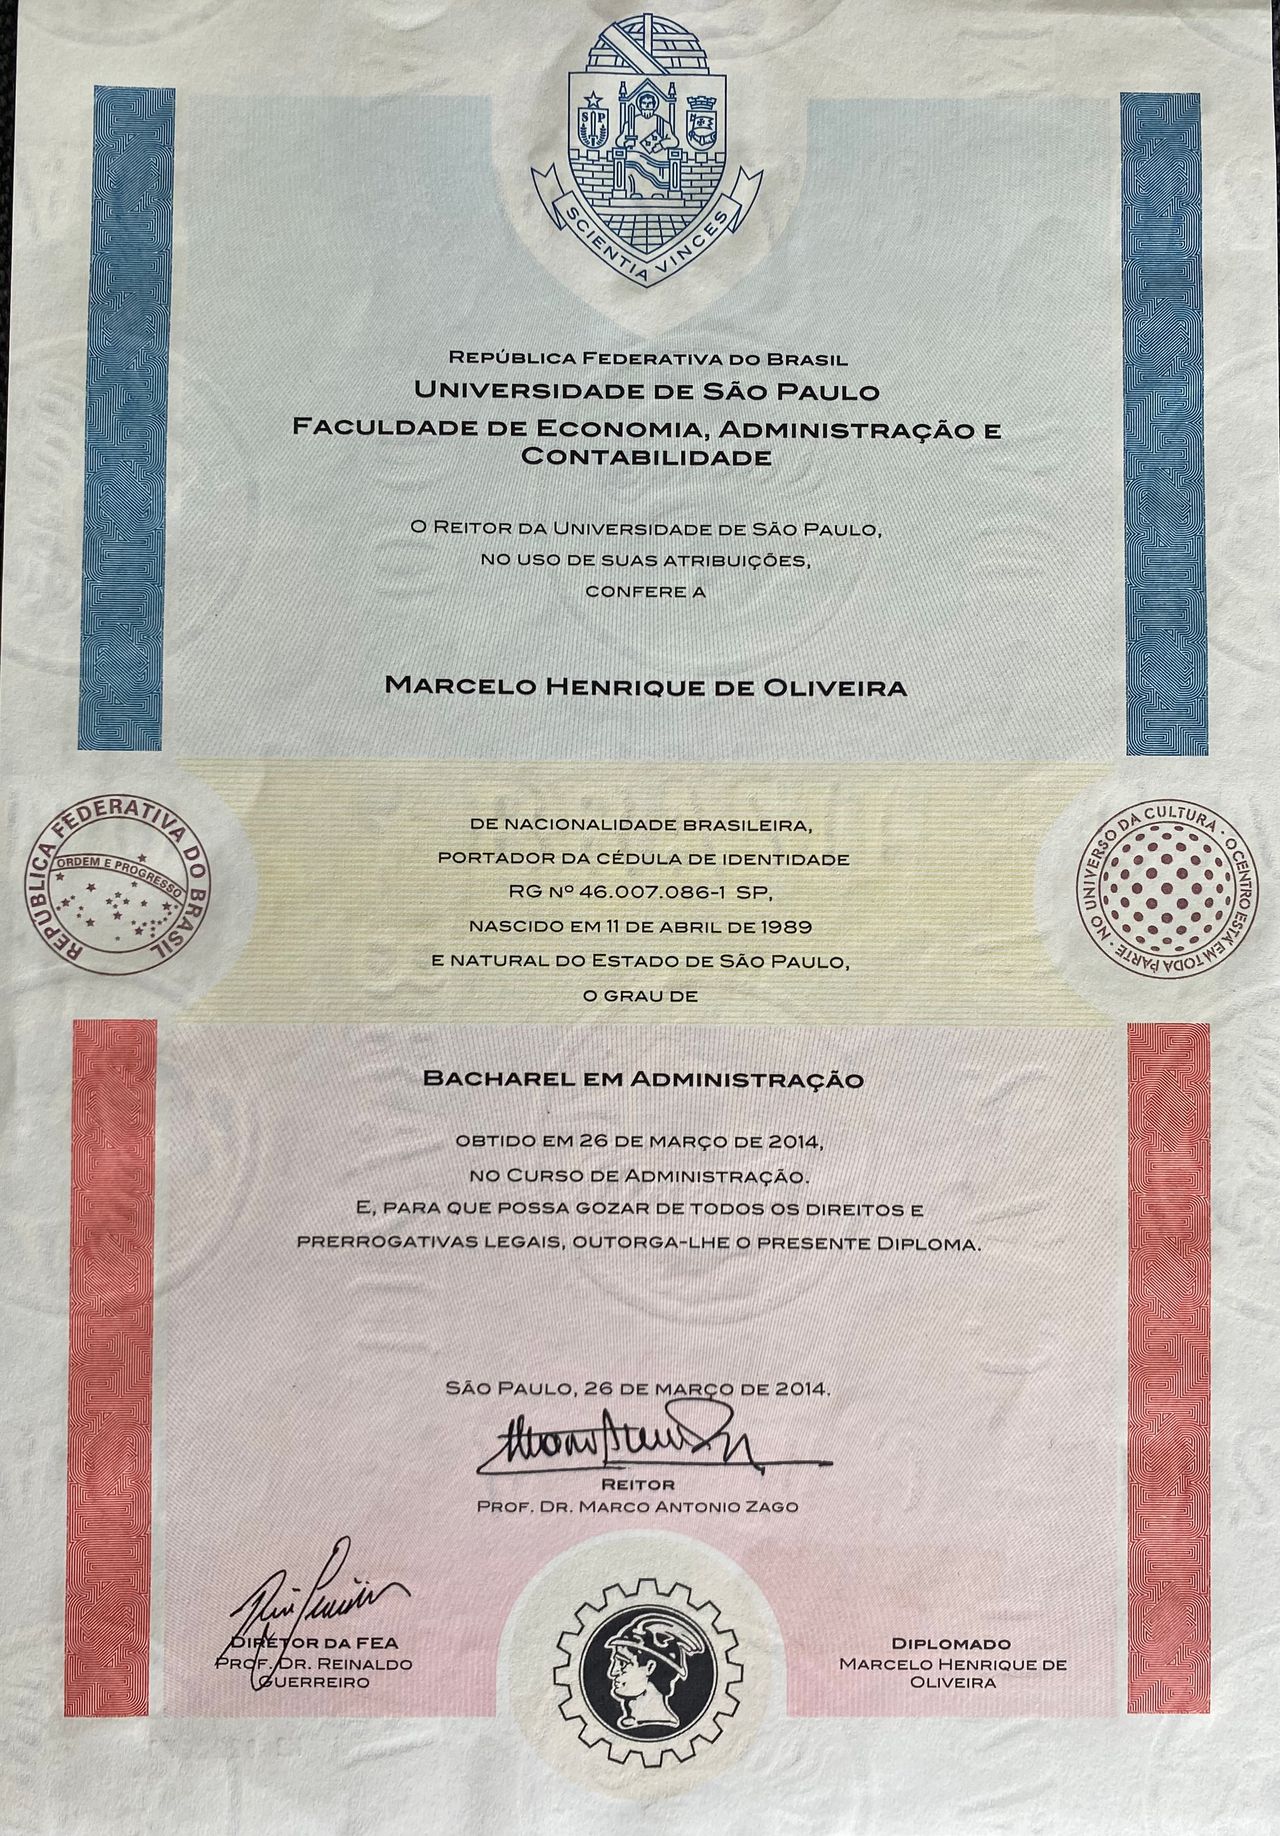 S P
SCIENTIA VINCES
REPÚBLICA FEDERATIVA DO BRASIL
UNIVERSIDADE DE SÃO PAULO
FACULDADE DE ECONOMIA, ADMINISTRAÇÃO E
CONTABILIDADE
O REITOR DA UNIVERSIDADE DE SÃO PAULO,
NO USO DE SUAS ATRIBUIÇÕES,
CONFERE A
MARCELO HENRIQUE DE OLIVEIRA
REPÚBLICA FEDERATIVA DO BRASIL
ORDEM E PROGRESSO
NO UNIVERSO DA CULTURA · O CENTRO ESTÁ EM TODA PARTE ·
DE NACIONALIDADE BRASILEIRA,
PORTADOR DA CÉDULA DE IDENTIDADE
RG Nº 46.007.086-1 SP,
NASCIDO EM 11 DE ABRIL DE 1989
E NATURAL DO ESTADO DE SÃO PAULO,
O GRAU DE
BACHAREL EM ADMINISTRAÇÃO
OBTIDO EM 26 DE MARÇO DE 2014,
NO CURSO DE ADMINISTRAÇÃO.
E, PARA QUE POSSA GOZAR DE TODOS OS DIREITOS E
PRERROGATIVAS LEGAIS, OUTORGA-LHE O PRESENTE DIPLOMA.
SÃO PAULO, 26 DE MARÇO DE 2014.
REITOR
PROF. DR. MARCO ANTONIO ZAGO
DIRETOR DA FEA
PROF. DR. REINALDO
GUERREIRO
DIPLOMADO
MARCELO HENRIQUE DE
OLIVEIRA